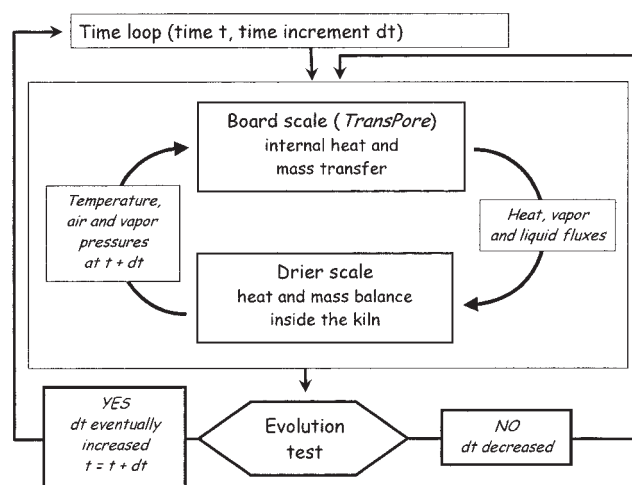 Time loop (time t, time increment dt)
Board scale (TransPore)
internal heat and
mass transfer
Temperature,
air and vapor
pressures
at t + dt
Heat, vapor
and liquid fluxes
Drier scale
heat and mass balance
inside the kiln
YES
dt eventually
increased
t = t + dt
Evolution
test
NO
dt decreased